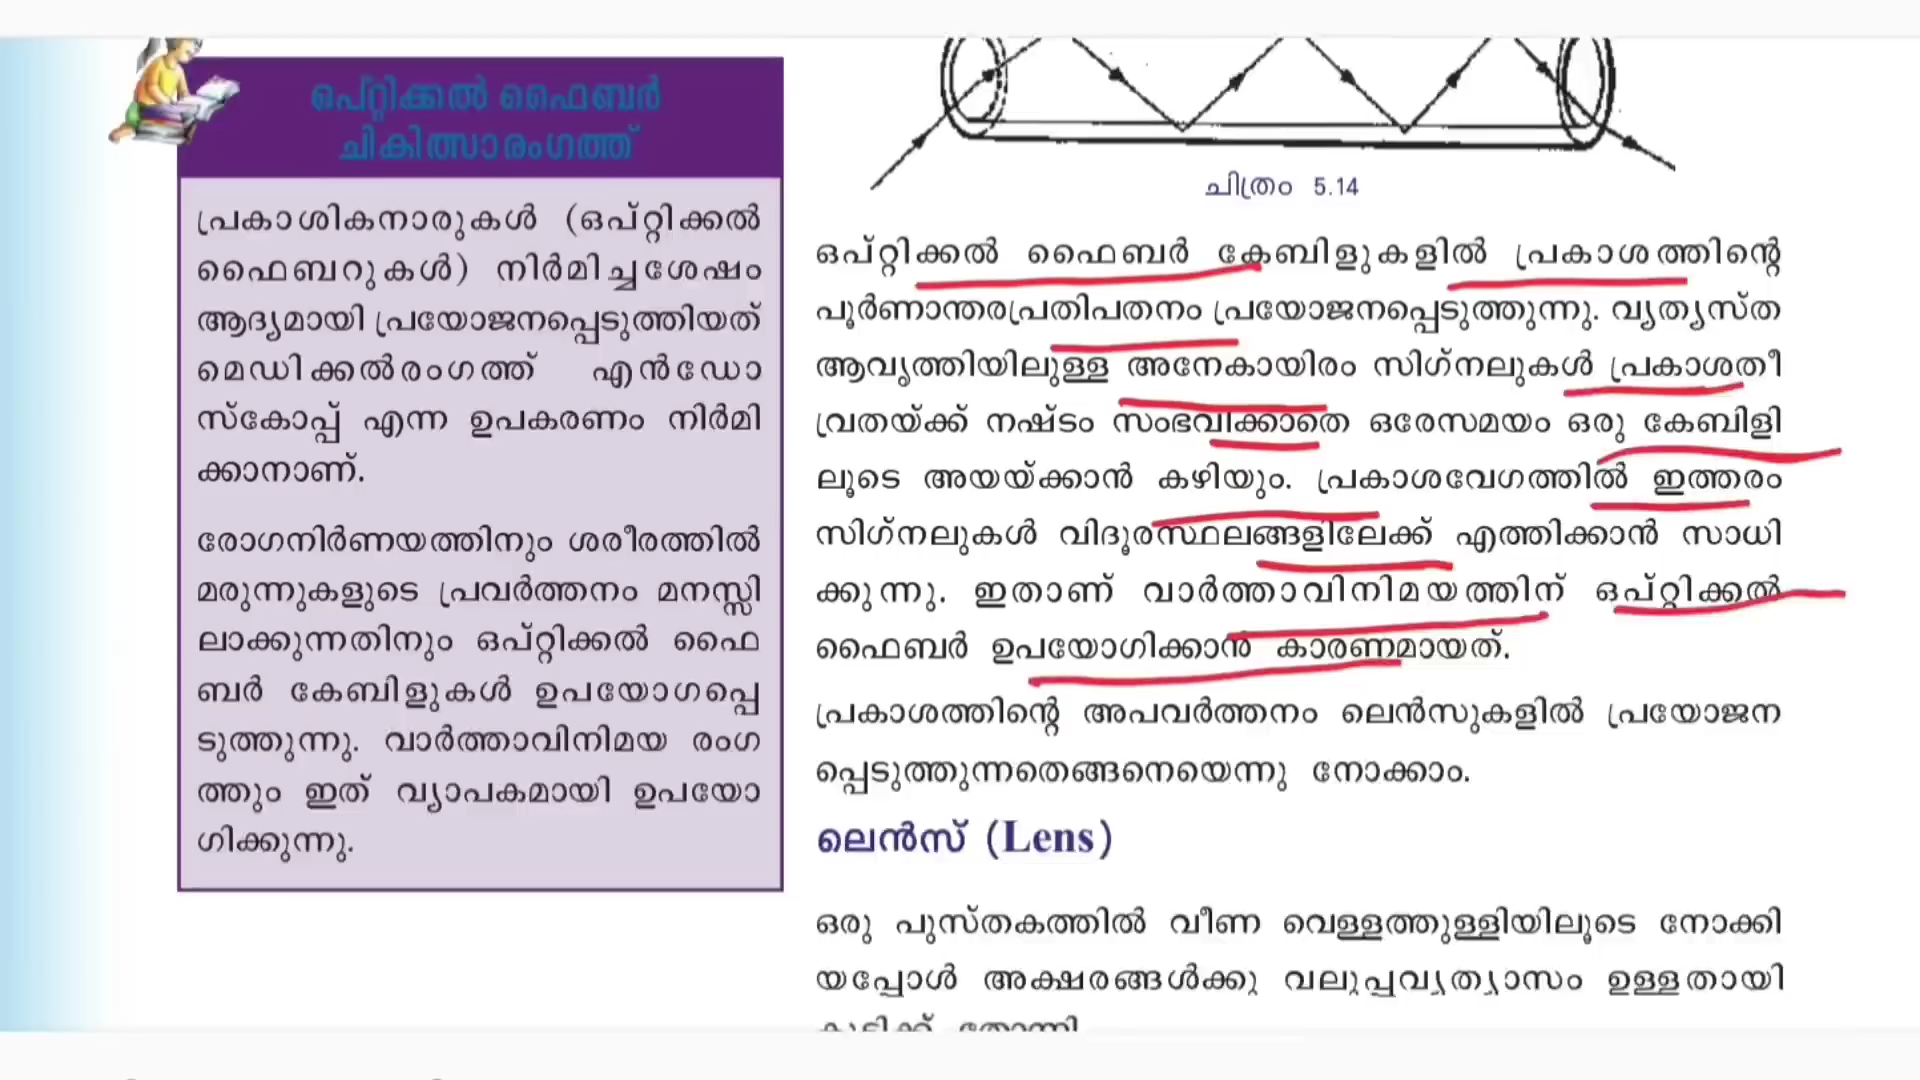 ഒപ്റ്റിക്കൽ ഫൈബർ
ചികിത്സാരംഗത്ത്
പ്രകാശികനാരുകൾ (ഒപ്റ്റിക്കൽ
ഫൈബറുകൾ) നിർമിച്ചശേഷം
ആദ്യമായി പ്രയോജനപ്പെടുത്തിയത്
മെഡിക്കൽരംഗത്ത് എൻഡോ
സ്കോപ്പ് എന്ന ഉപകരണം നിർമി
ക്കാനാണ്.
രോഗനിർണയത്തിനും ശരീരത്തിൽ
മരുന്നുകളുടെ പ്രവർത്തനം മനസ്സി
ലാക്കുന്നതിനും ഒപ്റ്റിക്കൽ ഫൈ
ബർ കേബിളുകൾ ഉപയോഗപ്പെ
ടുത്തുന്നു. വാർത്താവിനിമയ രംഗ
ത്തും ഇത് വ്യാപകമായി ഉപയോ
ഗിക്കുന്നു.
ചിത്രം 5.14
ഒപ്റ്റിക്കൽ ഫൈബർ കേബിളുകളിൽ പ്രകാശത്തിന്റെ
പൂർണാന്തരപ്രതിപതനം പ്രയോജനപ്പെടുത്തുന്നു. വ്യത്യസ്ത
ആവൃത്തിയിലുള്ള അനേകായിരം സിഗ്നലുകൾ പ്രകാശതീ
വ്രതയ്ക്ക് നഷ്ടം സംഭവിക്കാതെ ഒരേസമയം ഒരു കേബിളി
ലൂടെ അയയ്ക്കാൻ കഴിയും. പ്രകാശവേഗത്തിൽ ഇത്തരം
സിഗ്നലുകൾ വിദൂരസ്ഥലങ്ങളിലേക്ക് എത്തിക്കാൻ സാധി
ക്കുന്നു. ഇതാണ് വാർത്താവിനിമയത്തിന് ഒപ്റ്റിക്കൽ
ഫൈബർ ഉപയോഗിക്കാൻ കാരണമായത്.
പ്രകാശത്തിന്റെ അപവർത്തനം ലെൻസുകളിൽ പ്രയോജന
പ്പെടുത്തുന്നതെങ്ങനെയെന്നു നോക്കാം.
ലെൻസ് (Lens)
ഒരു പുസ്തകത്തിൽ വീണ വെള്ളത്തുള്ളിയിലൂടെ നോക്കി
യപ്പോൾ അക്ഷരങ്ങൾക്കു വലുപ്പവ്യത്യാസം ഉള്ളതായി